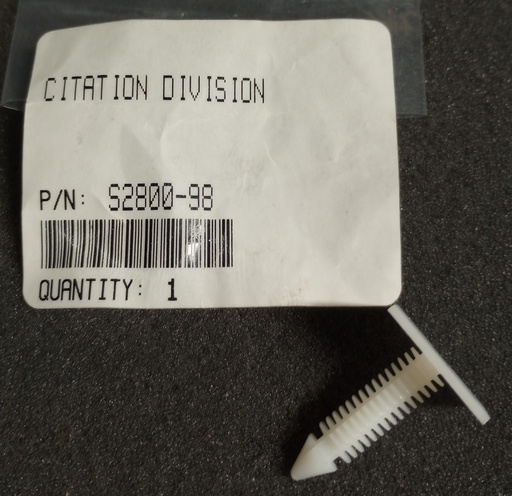 CITATION DIVISION
P/N: S2800-98
QUANTITY: 1